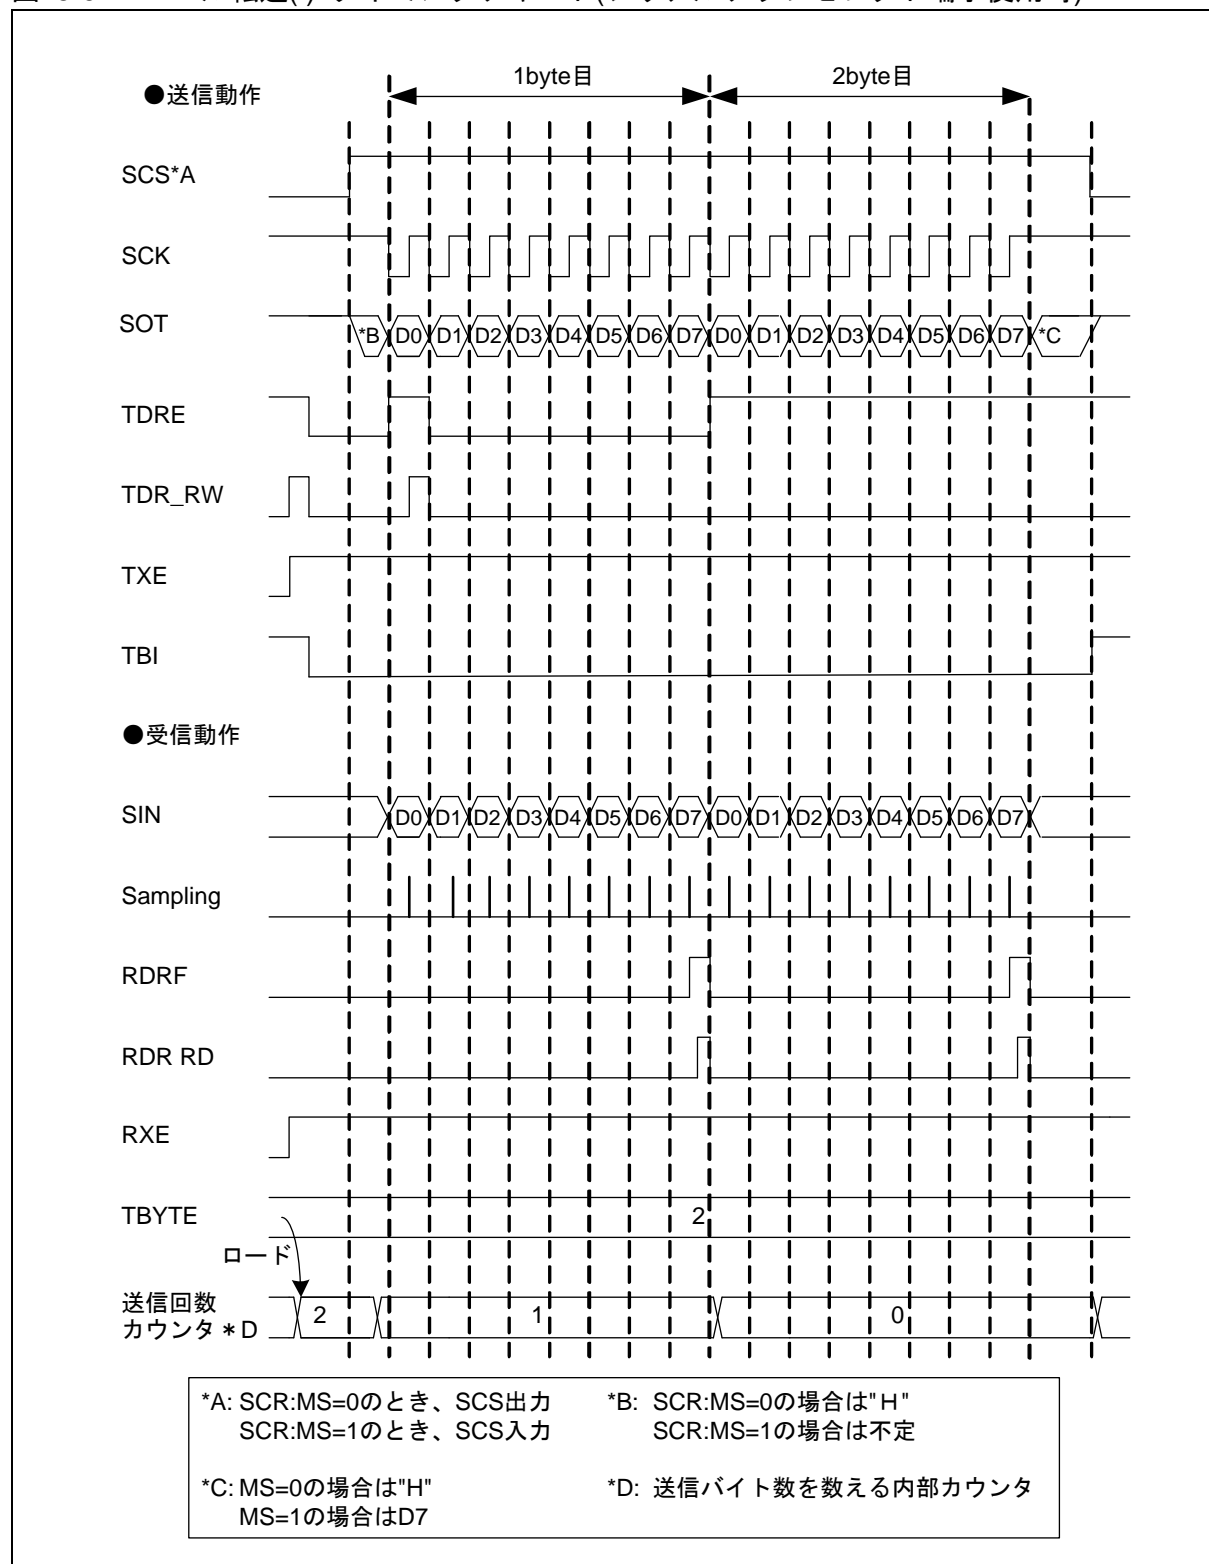 1byte目 2byte目
●送信動作
SCS*A
SCK
SOT *B D0 D1 D2 D3 D4 D5 D6 D7 D0 D1 D2 D3 D4 D5 D6 D7 *C
TDRE
TDR_RW
TXE
TBI
●受信動作
SIN D0 D1 D2 D3 D4 D5 D6 D7 D0 D1 D2 D3 D4 D5 D6 D7
Sampling
RDRF
RDR RD
RXE
TBYTE 2
ロード
送信回数
カウンタ＊D 2 1 0
*A: SCR:MS=0のとき、SCS出力
SCR:MS=1のとき、SCS入力
*B: SCR:MS=0の場合は"Ｈ"
SCR:MS=1の場合は不定
*C: MS=0の場合は"H"
MS=1の場合はD7
*D: 送信バイト数を数える内部カウンタ